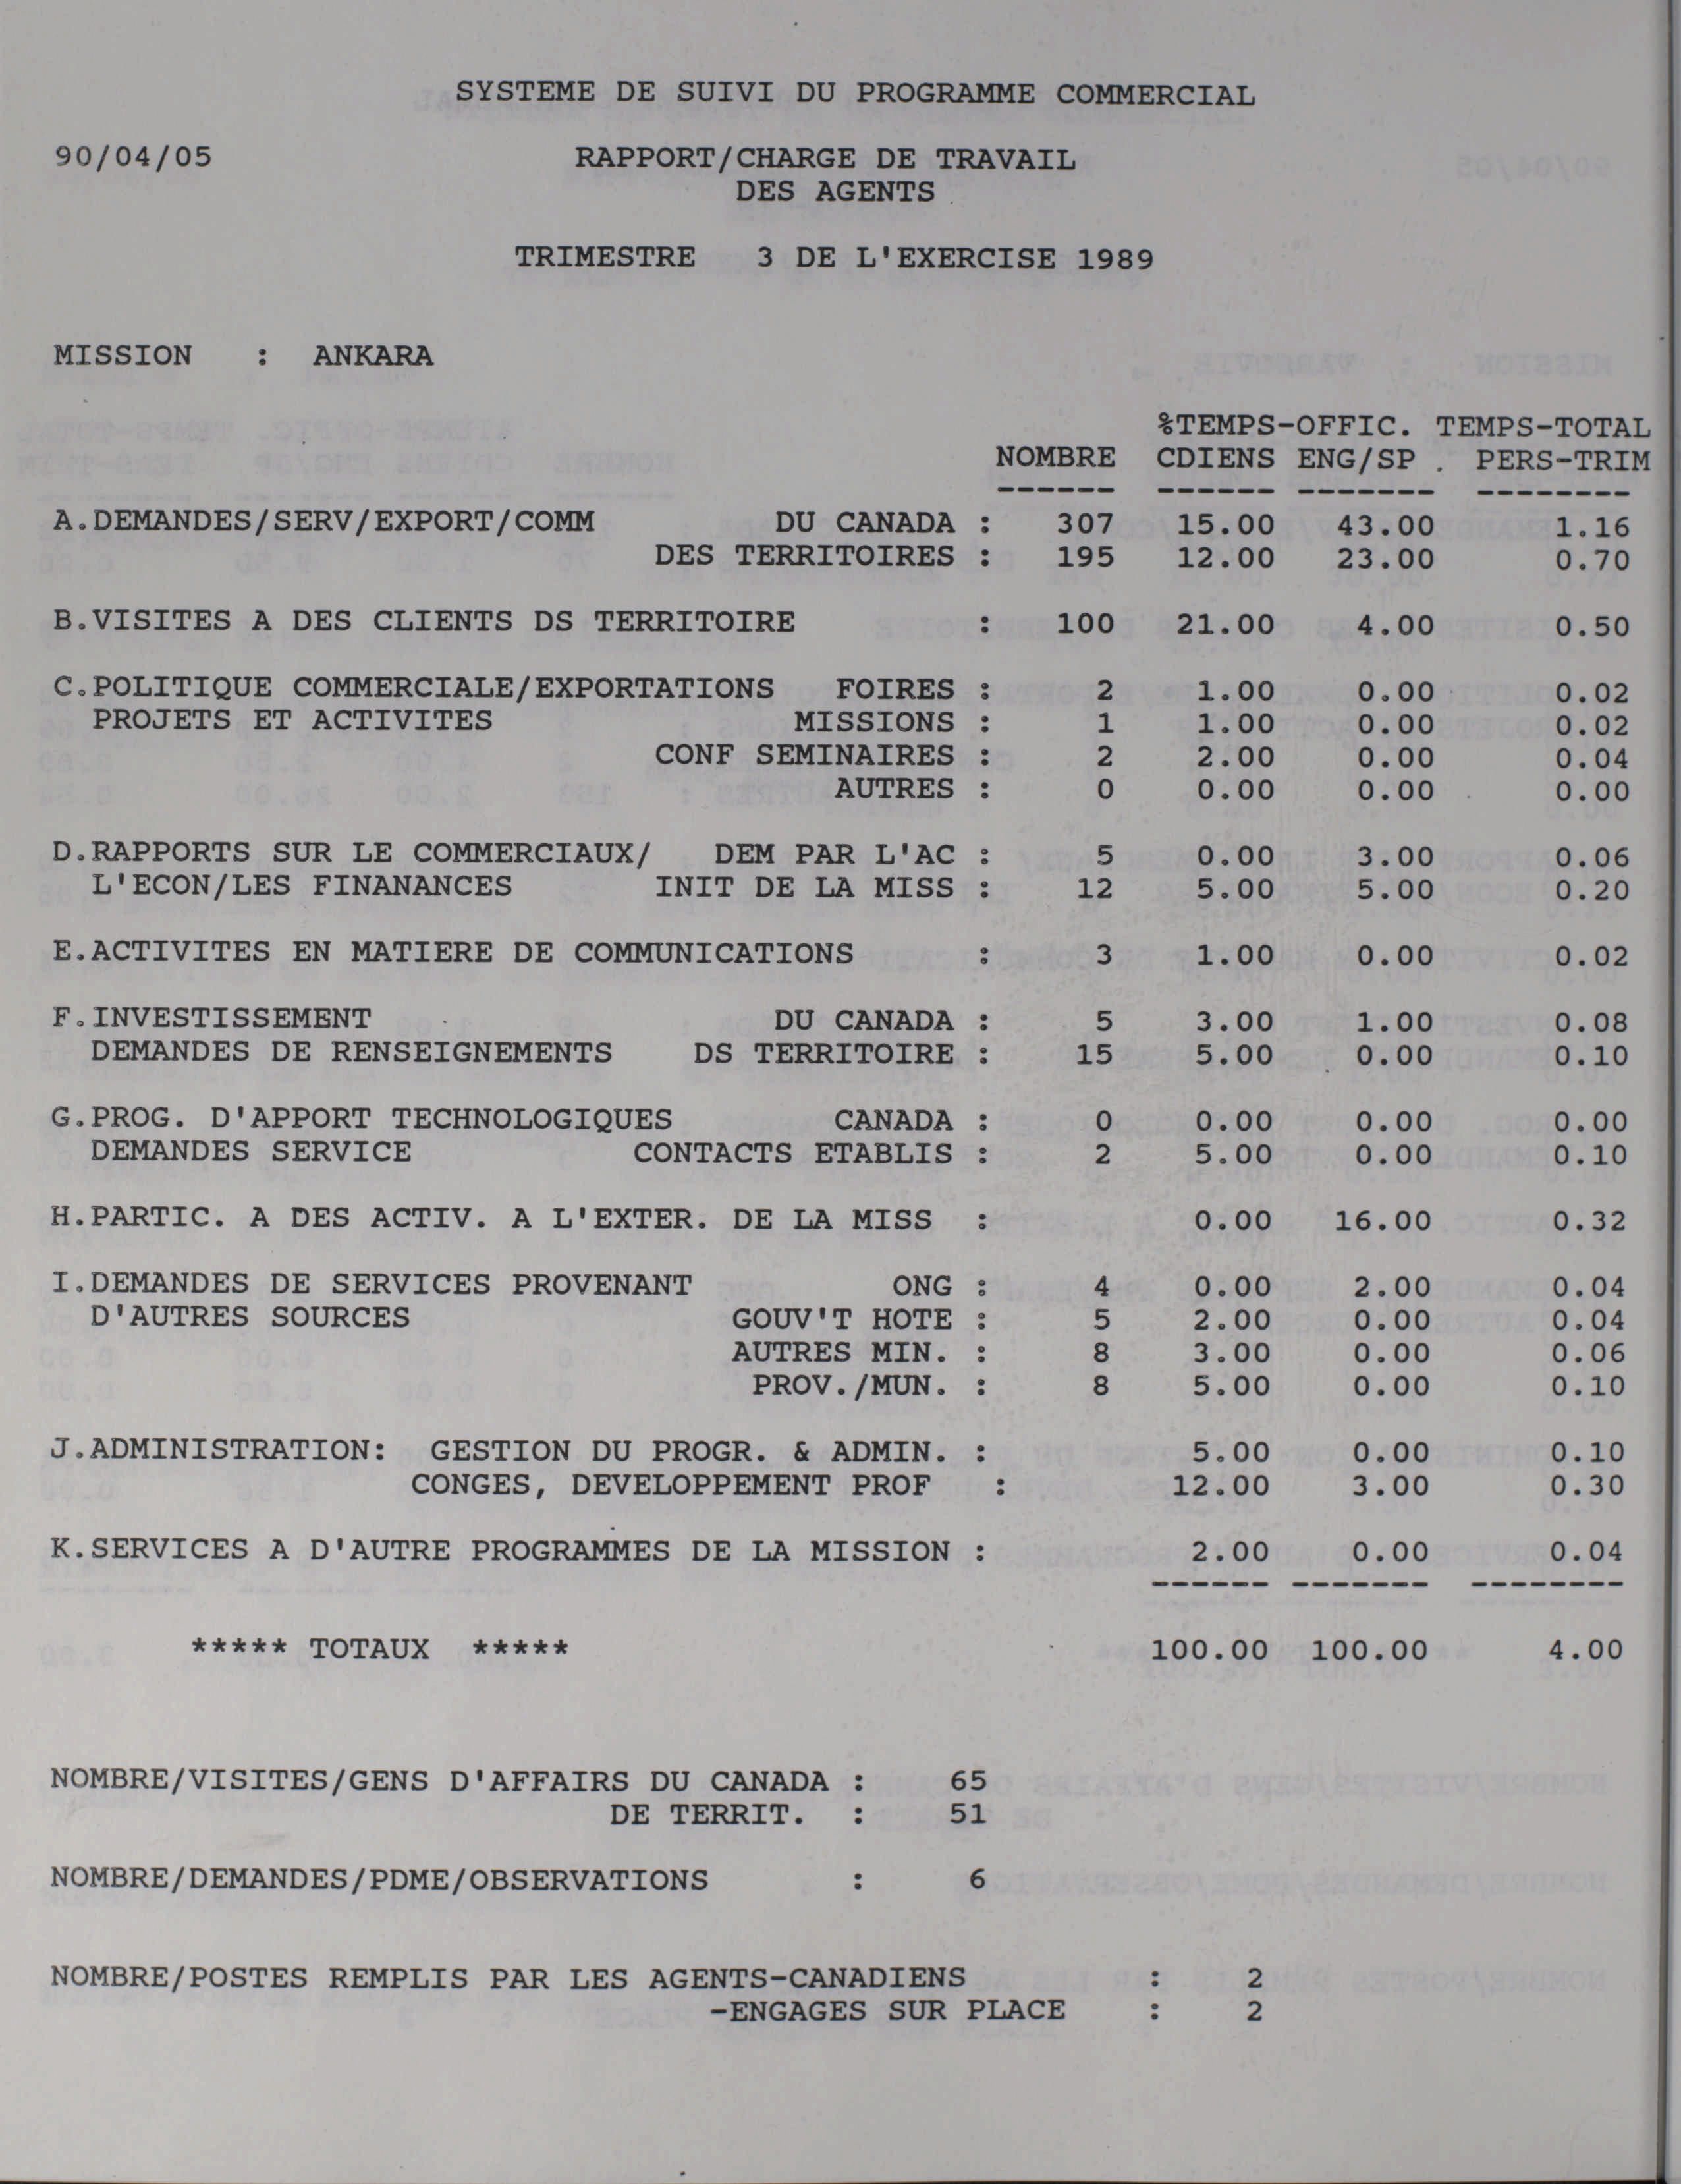 SYSTEME DE SUIVI DU PROGRAMME COMMERCIAL
90/04/05 RAPPORT/CHARGE DE TRAVAIL
DES AGENTS
TRIMESTRE 3 DE L'EXERCISE 1989
MISSION : ANKARA
%TEMPS-OFFIC. TEMPS-TOTAL
NOMBRE CDIENS ENG/SP . PERS-TRIM
------ ------ ------- --------
A.DEMANDES/SERV/EXPORT/COMM DU CANADA : 307 15.00 43.00 1.16
DES TERRITOIRES : 195 12.00 23.00 0.70
B.VISITES A DES CLIENTS DS TERRITOIRE : 100 21.00 4.00 0.50
C.POLITIQUE COMMERCIALE/EXPORTATIONS FOIRES : 2 1.00 0.00 0.02
PROJETS ET ACTIVITES MISSIONS : 1 1.00 0.00 0.02
CONF SEMINAIRES : 2 2.00 0.00 0.04
AUTRES : 0 0.00 0.00 0.00
D.RAPPORTS SUR LE COMMERCIAUX/ DEM PAR L'AC : 5 0.00 3.00 0.06
L'ECON/LES FINANANCES INIT DE LA MISS : 12 5.00 5.00 0.20
E.ACTIVITES EN MATIERE DE COMMUNICATIONS : 3 1.00 0.00 0.02
F.INVESTISSEMENT DU CANADA : 5 3.00 1.00 0.08
DEMANDES DE RENSEIGNEMENTS DS TERRITOIRE : 15 5.00 0.00 0.10
G.PROG. D'APPORT TECHNOLOGIQUES CANADA : 0 0.00 0.00 0.00
DEMANDES SERVICE CONTACTS ETABLIS : 2 5.00 0.00 0.10
H.PARTIC. A DES ACTIV. A L'EXTER. DE LA MISS : 0.00 16.00 0.32
I.DEMANDES DE SERVICES PROVENANT ONG : 4 0.00 2.00 0.04
D'AUTRES SOURCES GOUV'T HOTE : 5 2.00 0.00 0.04
AUTRES MIN. : 8 3.00 0.00 0.06
PROV./MUN. : 8 5.00 0.00 0.10
J.ADMINISTRATION: GESTION DU PROGR. & ADMIN. : 5.00 0.00 0.10
CONGES, DEVELOPPEMENT PROF : 12.00 3.00 0.30
K.SERVICES A D'AUTRE PROGRAMMES DE LA MISSION : 2.00 0.00 0.04
------ ------- --------
***** TOTAUX ***** 100.00 100.00 4.00
NOMBRE/VISITES/GENS D'AFFAIRS DU CANADA : 65
DE TERRIT. : 51
NOMBRE/DEMANDES/PDME/OBSERVATIONS : 6
NOMBRE/POSTES REMPLIS PAR LES AGENTS-CANADIENS : 2
-ENGAGES SUR PLACE : 2